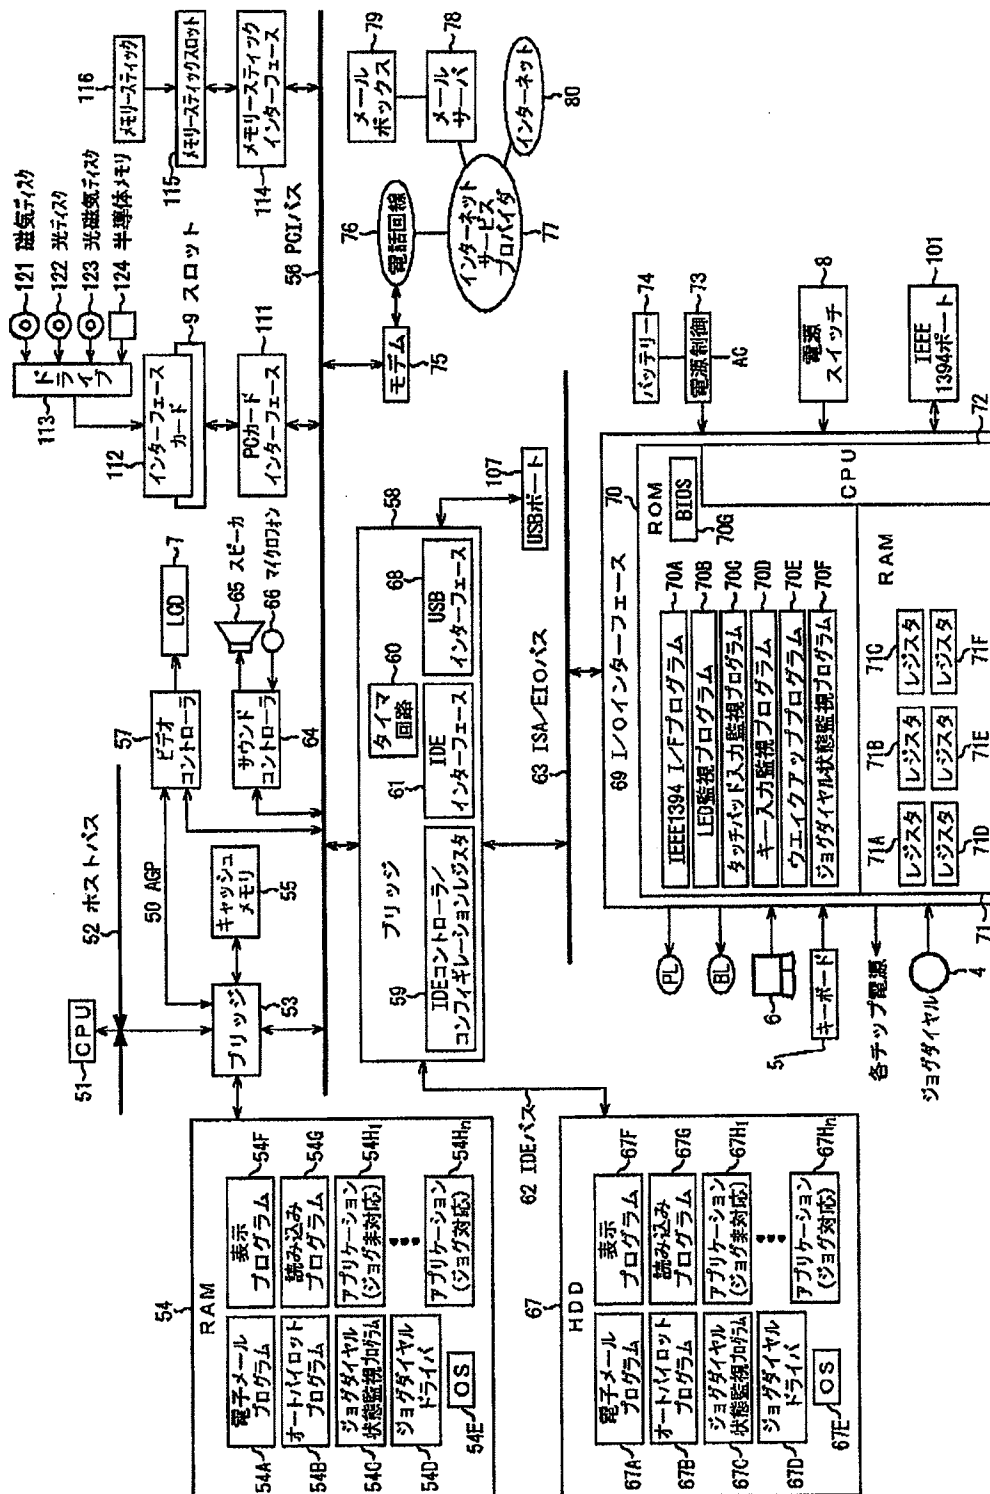 51 CPU
52 ホストバス
50 AGP
ブリッジ
53
キャッシュ
メモリ
55
57
ビデオ
コントローラ
LCD
7
サウンド
コントローラ
64
65 スピーカ
66 マイクロフォン
112
インターフェース
カード
9 スロット
PCカード
インターフェース
111
113
ドライブ
121 磁気ディスク
122 光ディスク
123 光磁気ディスク
124 半導体メモリ
116
メモリースティック
115
メモリースティックスロット
114
メモリースティック
インターフェース
56 PCIバス
54
RAM
電子メール
プログラム
54A
オートパイロット
プログラム
54B
ジョグダイヤル
状態監視プログラム
54C
ジョグダイヤル
ドライバ
54D
OS
54E
表示
プログラム
54F
読み込み
プログラム
54G
アプリケーション
(ジョグ非対応)
54H1
アプリケーション
(ジョグ対応)
54Hn
ブリッジ
58
59
IDEコントローラ/
コンフィギレーションレジスタ
タイマ
回路
60
61
IDE
インターフェース
68
USB
インターフェース
107
USBポート
モデム
75
76
電話回線
インターネット
サービス
プロバイダ
77
メール
ボックス
79
メール
サーバ
78
インターネット
80
62 IDEバス
63 ISA/EIOバス
67
HDD
電子メール
プログラム
67A
オートパイロット
プログラム
67B
ジョグダイヤル
状態監視プログラム
67C
ジョグダイヤル
ドライバ
67D
OS
67E
表示
プログラム
67F
読み込み
プログラム
67G
アプリケーション
(ジョグ非対応)
67H1
アプリケーション
(ジョグ対応)
67Hn
69 I/Oインターフェース
70
ROM
IEEE1394 I/Fプログラム
70A
LED監視プログラム
70B
タッチパッド入力監視プログラム
70C
キー入力監視プログラム
70D
ウエイクアッププログラム
70E
ジョグダイヤル状態監視プログラム
70F
BIOS
70G
RAM
71A
レジスタ
71B
レジスタ
71C
レジスタ
レジスタ
71D
レジスタ
71E
レジスタ
71F
71
CPU
72
PL
BL
6
5
キーボード
各チップ電源
ジョグダイヤル
4
バッテリー
74
電源制御
73
AC
電源
スイッチ
8
IEEE
1394ポート
101